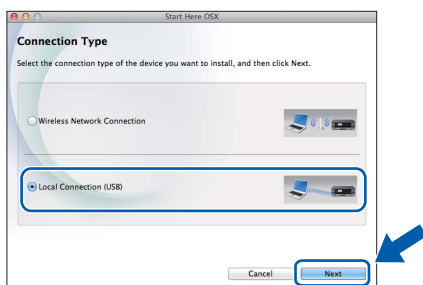 Start Here OSX
Connection Type
Select the connection type of the device you want to install, and then click Next.
Wireless Network Connection
Local Connection (USB)
Cancel
Next